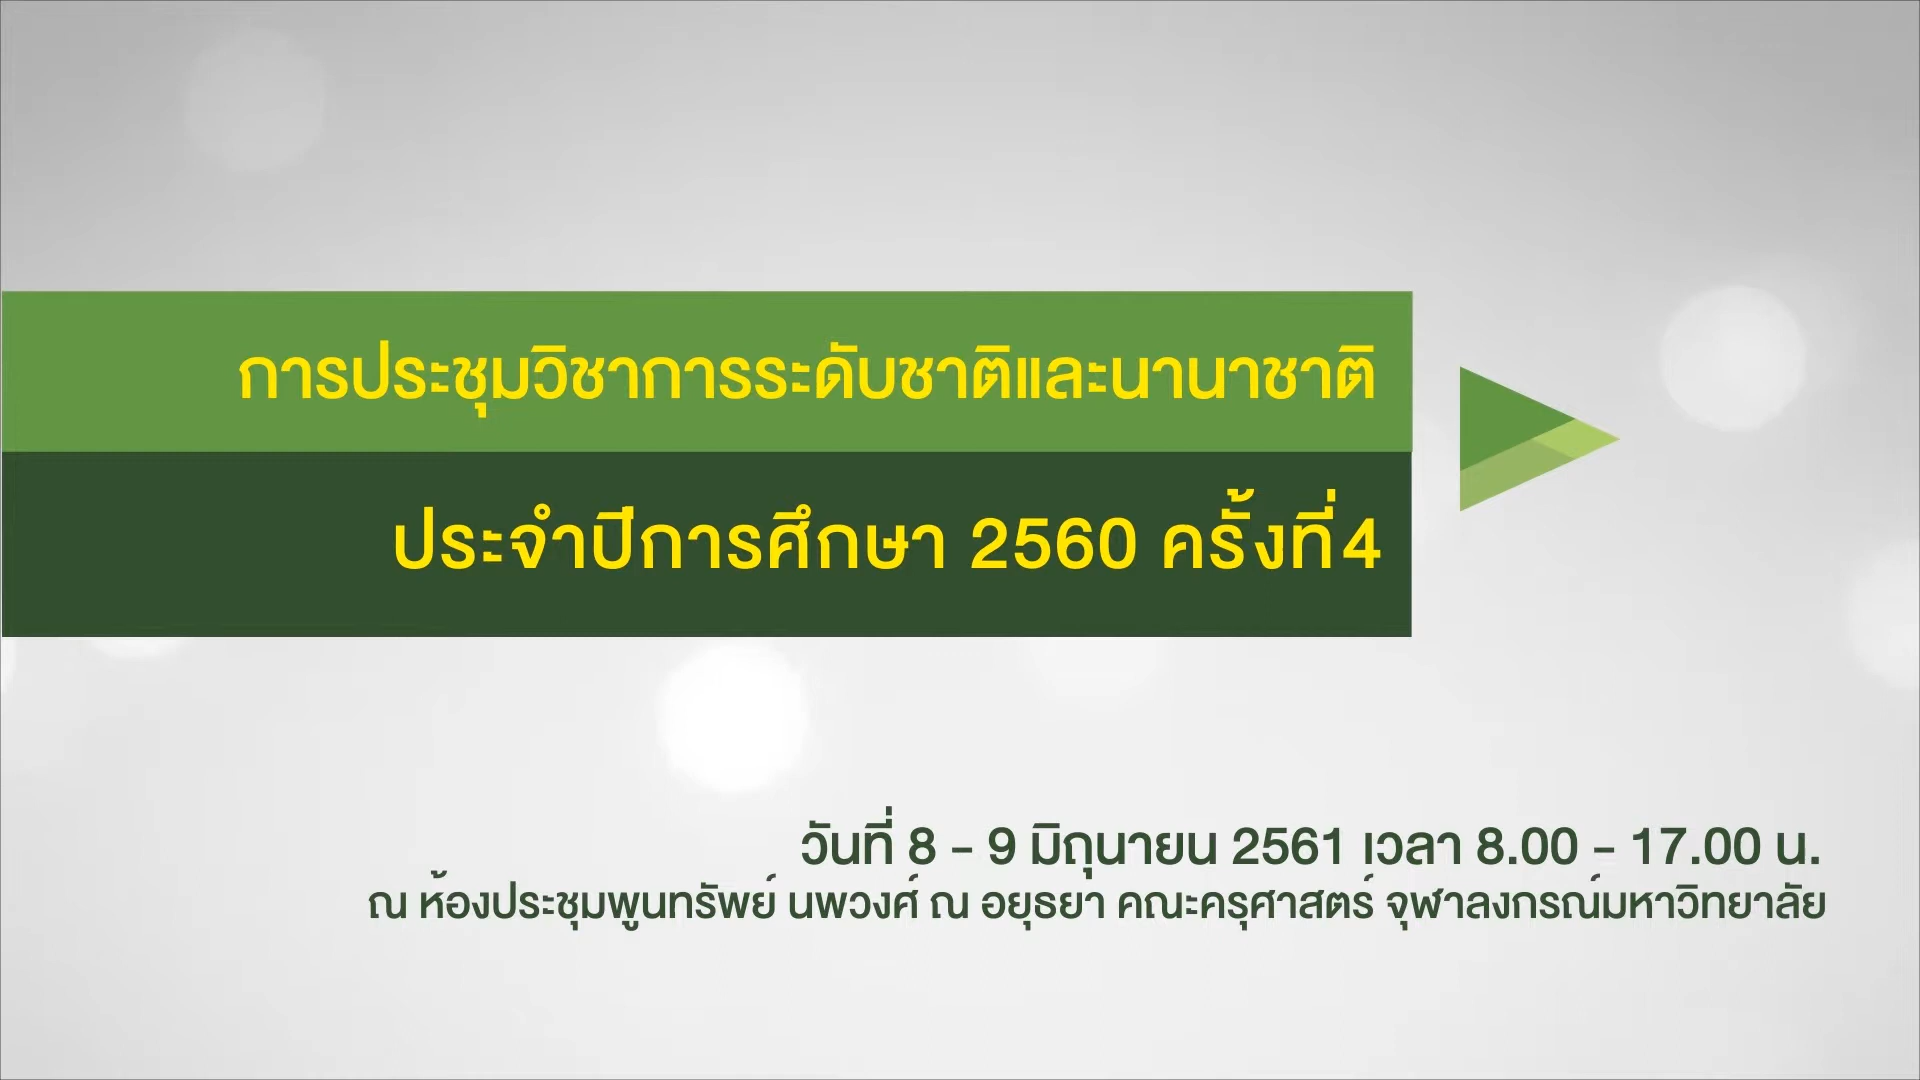 การประชุมวิชาการระดับชาติและนานาชาติ
ประจำปีการศึกษา 2560 ครั้งที่4
วันที่ 8 - 9 มิถุนายน 2561 เวลา 8.00 - 17.00 น.
ณ ห้องประชุมพูนทรัพย์ นพวงศ์ ณ อยุธยา คณะครุศาสตร์ จุฬาลงกรณ์มหาวิทยาลัย